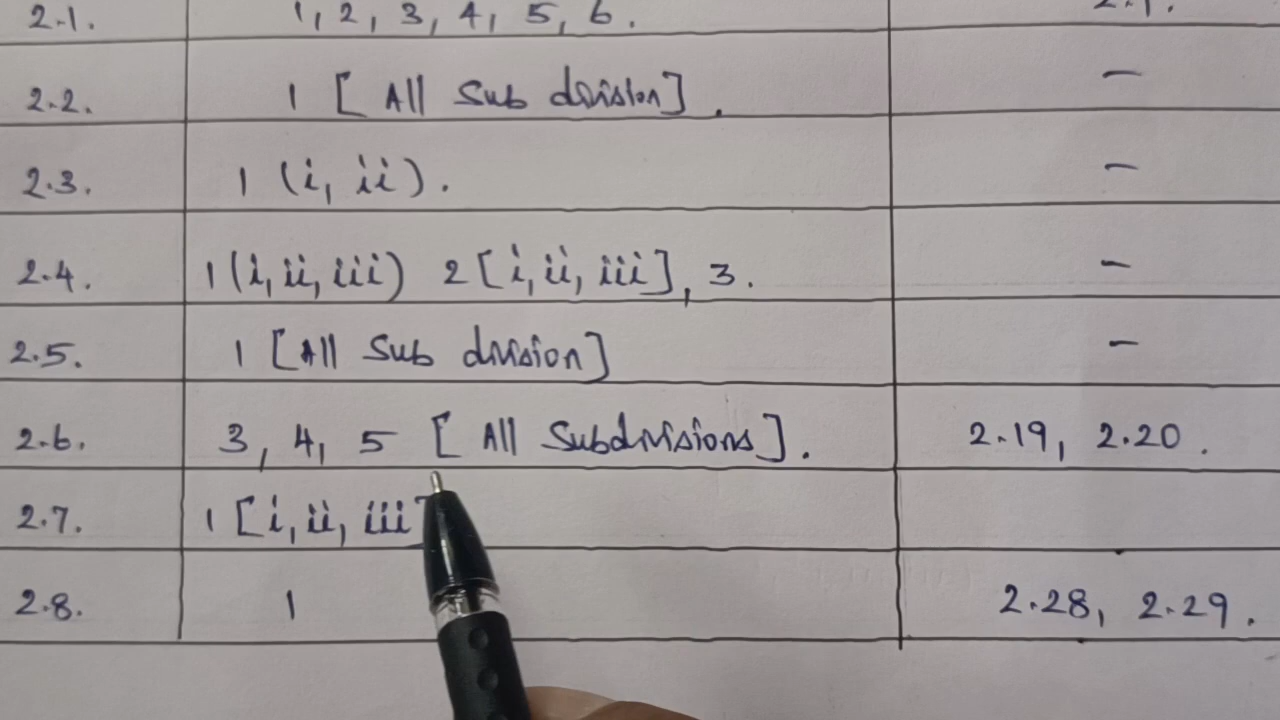 2.1. 1, 2, 3, 4, 5, 6. 2.1.
2.2. 1 [ All Sub division ] . -
2.3. 1 (i, ii). -
2.4. 1 (i, ii, iii) 2 [i, ii, iii], 3. -
2.5. 1 [All Sub division] -
2.6. 3, 4, 5 [ All Subdivisions ]. 2.19, 2.20.
2.7. 1 [i, ii, iii]
2.8. 1 2.28, 2.29.